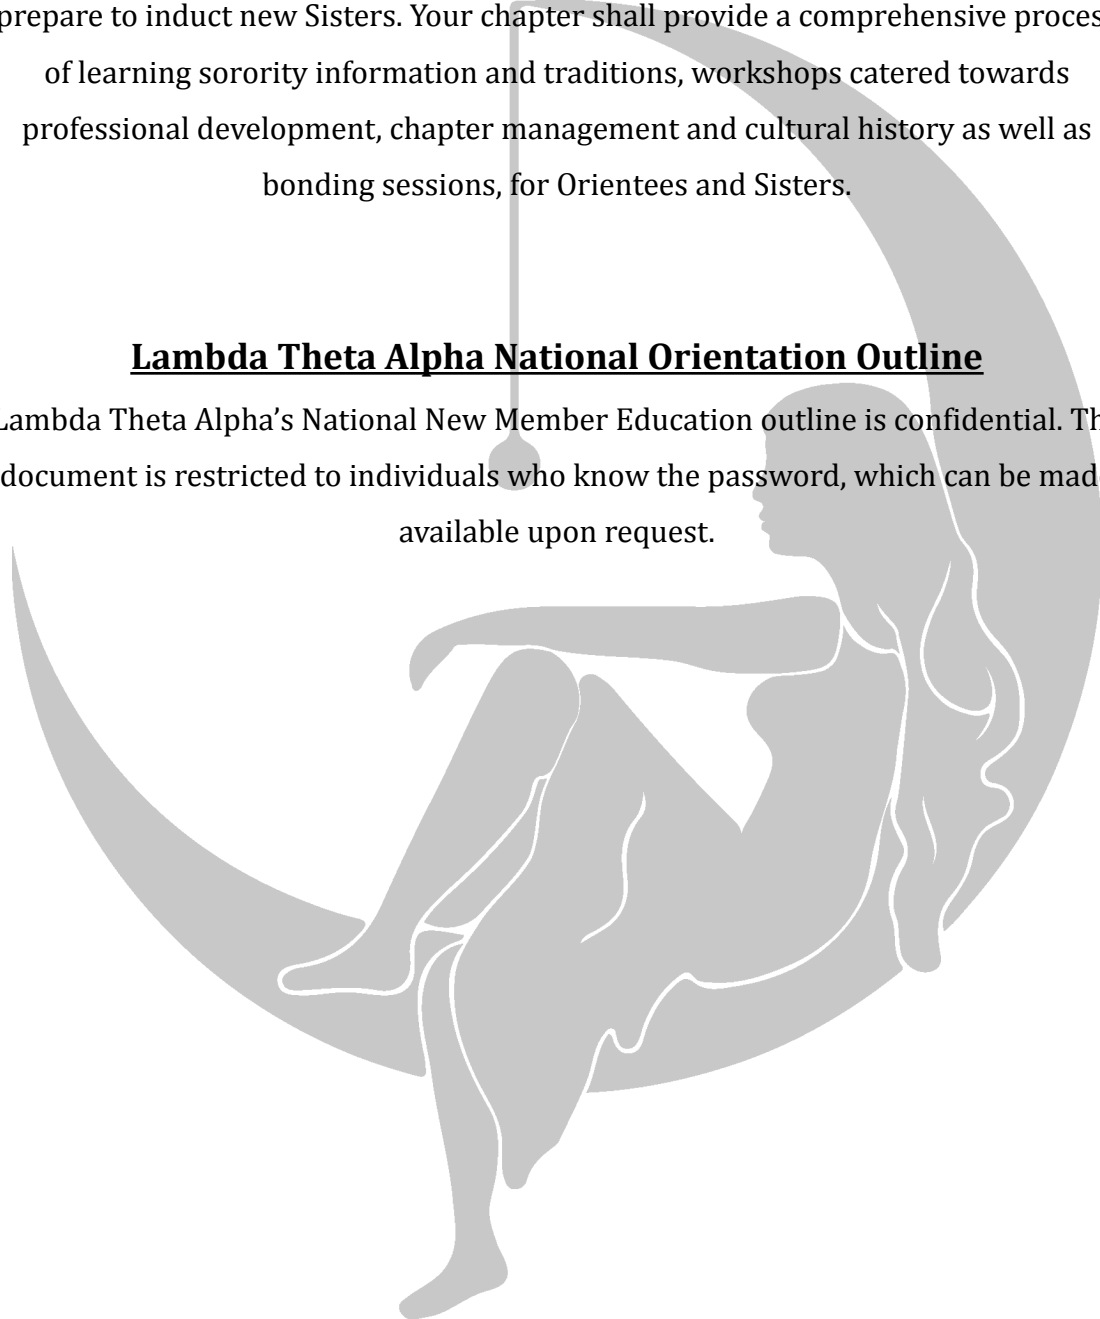 prepare to induct new Sisters. Your chapter shall provide a comprehensive proces
of learning sorority information and traditions, workshops catered towards
professional development, chapter management and cultural history as well as
bonding sessions, for Orientees and Sisters.
Lambda Theta Alpha National Orientation Outline
Lambda Theta Alpha’s National New Member Education outline is confidential. Th
document is restricted to individuals who know the password, which can be mad
available upon request.